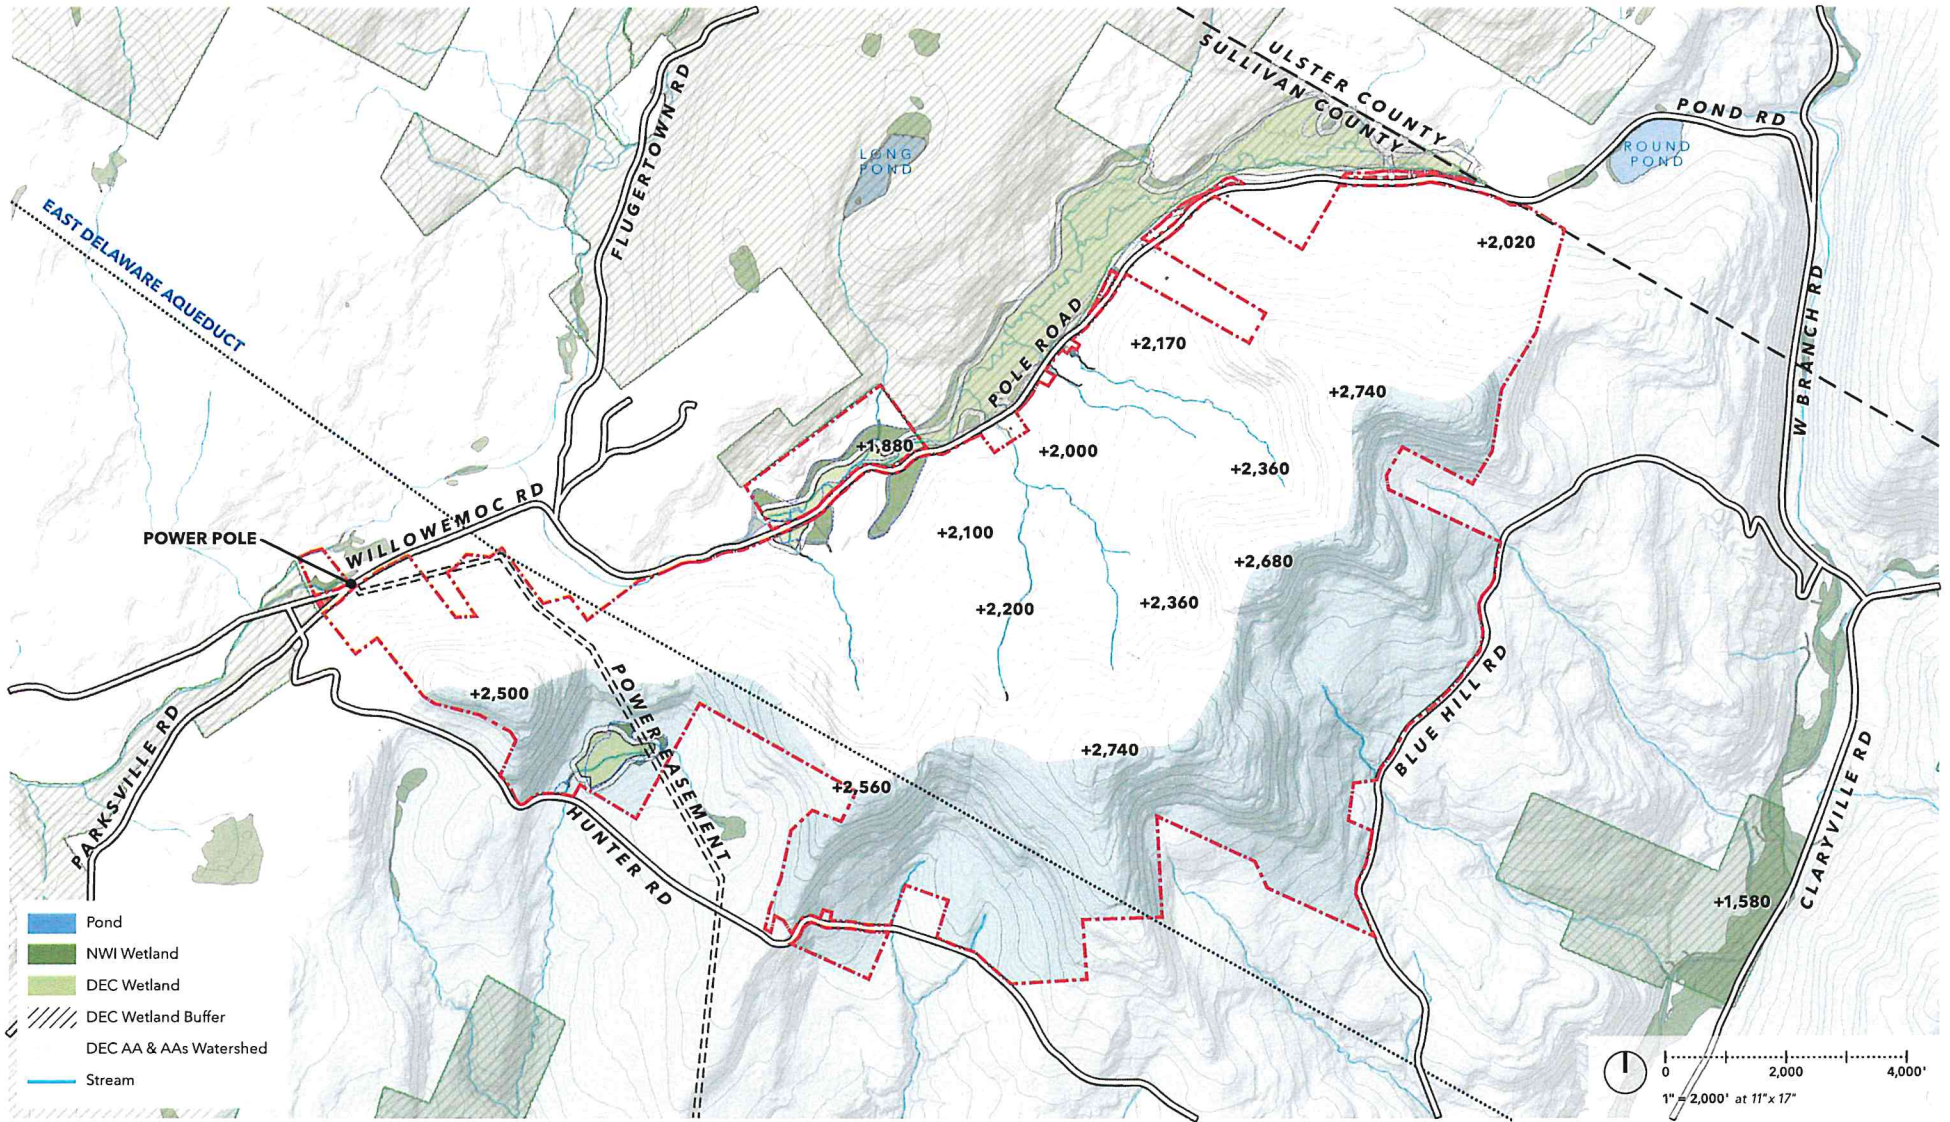 ULSTER COUNTY
SULLIVAN COUNTY
POND RD
FLUGERTOWN RD
LONG
POND
ROUND
POND
EAST DELAWARE AQUEDUCT
+2,020
W BRANCH RD
POLE ROAD
+2,170
+2,740
+1,880
+2,000
+2,360
WILLOWEMOC RD
POWER POLE
+2,100
+2,680
+2,200
+2,360
+2,500
POWER EASEMENT
BLUE HILL RD
PARKSVILLE RD
+2,740
+2,560
HUNTER RD
CLARYVILLE RD
+1,580
Pond
NWI Wetland
DEC Wetland
DEC Wetland Buffer
DEC AA & AAs Watershed
Stream
0
2,000
4,000'
1" = 2,000' at 11"x 17"